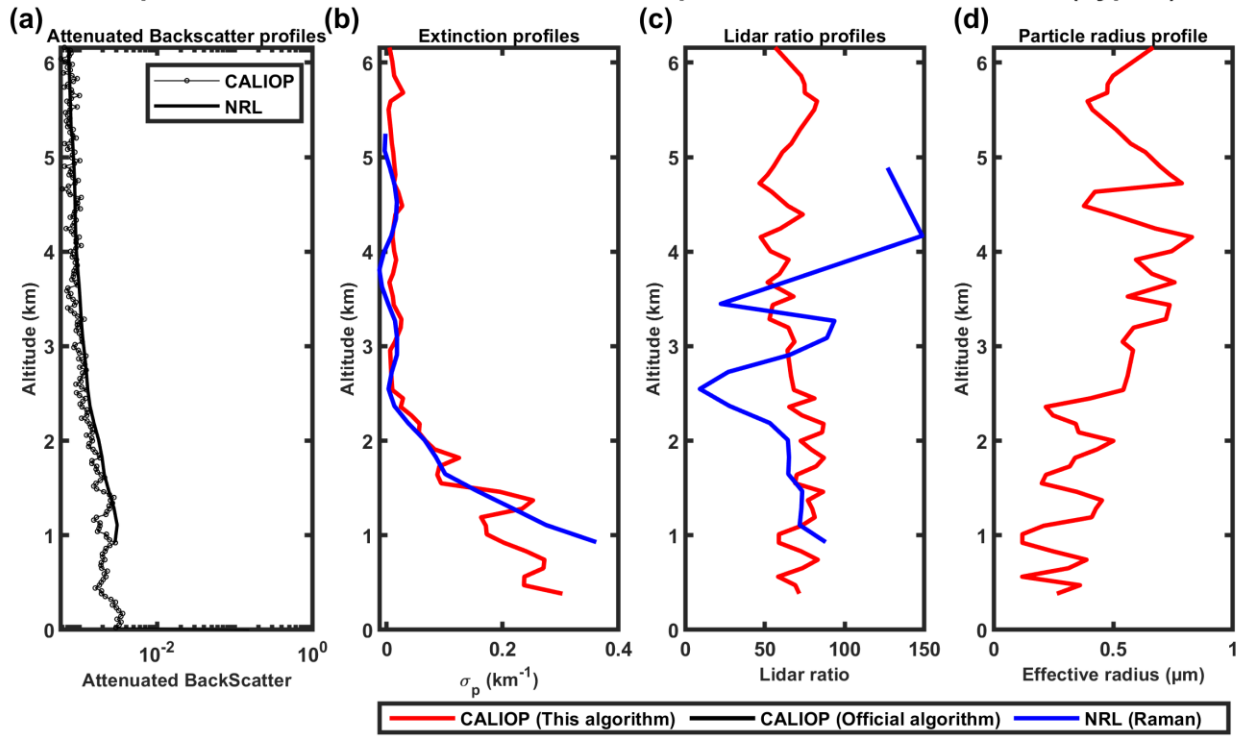 (a)
Attenuated Backscatter profiles
CALIOP
NRL
6
5
4
3
2
1
0
Altitude (km)
10-2
100
Attenuated BackScatter
(b)
Extinction profiles
6
5
4
3
2
1
0
Altitude (km)
0
0.2
0.4
σp (km-1)
(c)
Lidar ratio profiles
6
5
4
3
2
1
0
Altitude (km)
0
50
100
150
Lidar ratio
(d)
Particle radius profile
6
5
4
3
2
1
0
Altitude (km)
0
0.5
1
Effective radius (μm)
CALIOP (This algorithm) CALIOP (Official algorithm) NRL (Raman)